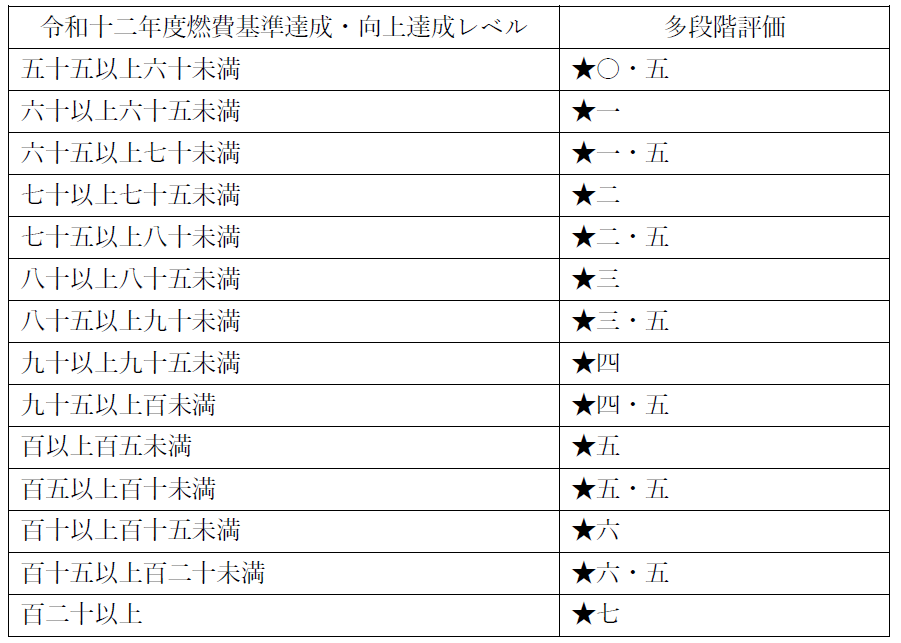 令和十二年度燃費基準達成・向上達成レベル 多段階評価
五十五以上六十未満 ★〇・五
六十以上六十五未満 ★一
六十五以上七十未満 ★一・五
七十以上七十五未満 ★二
七十五以上八十未満 ★二・五
八十以上八十五未満 ★三
八十五以上九十未満 ★三・五
九十以上九十五未満 ★四
九十五以上百未満 ★四・五
百以上百五未満 ★五
百五以上百十未満 ★五・五
百十以上百十五未満 ★六
百十五以上百二十未満 ★六・五
百二十以上 ★七